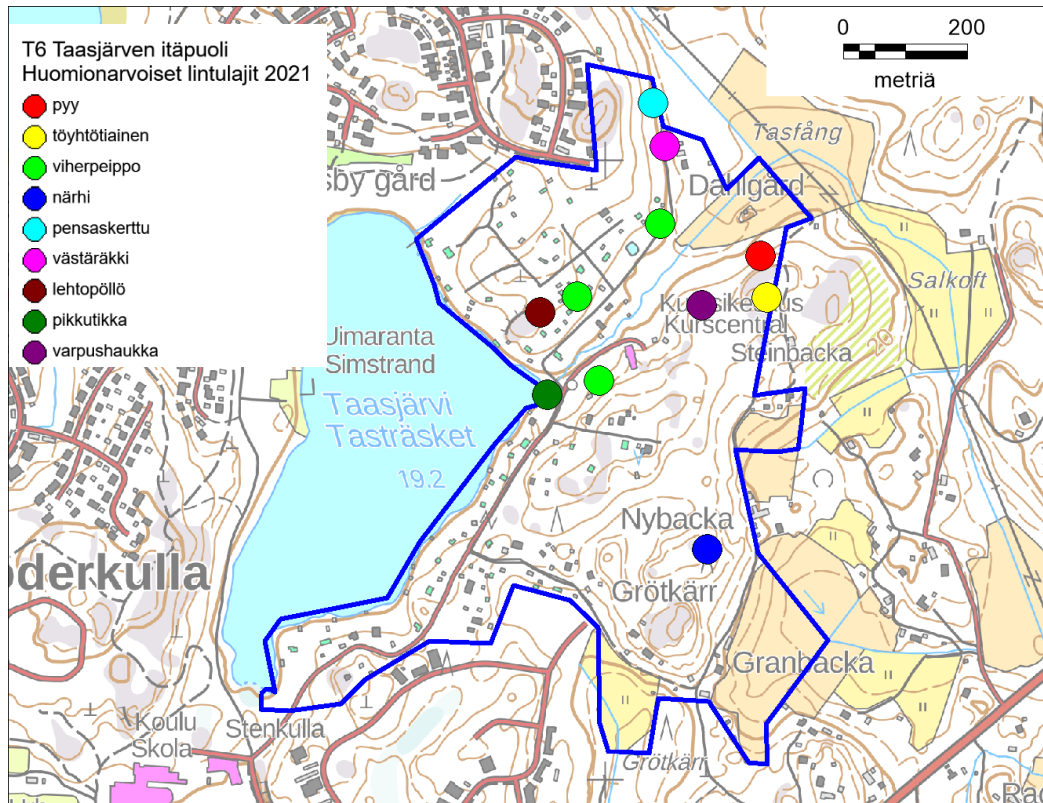 T6 Taasjärven itäpuoli
Huomionarvoiset lintulajit 2021
pyy
töyhtötiainen
viherpeippo
närhi
pensaskerttu
västäräkki
lehtopöllö
pikkutikka
varpushaukka
0 200
metriä
Tasfång
sby gård
Dahlgård
Salkoft
Kurscentral
Steinbacka
20
Uimaranta
Simstrand
Taasjärvi
Tasträsket
19.2
Nybacka
oderkulla
Grötkärr
Granbacka
Koulu
Skola
Stenkulla
Grötkärr